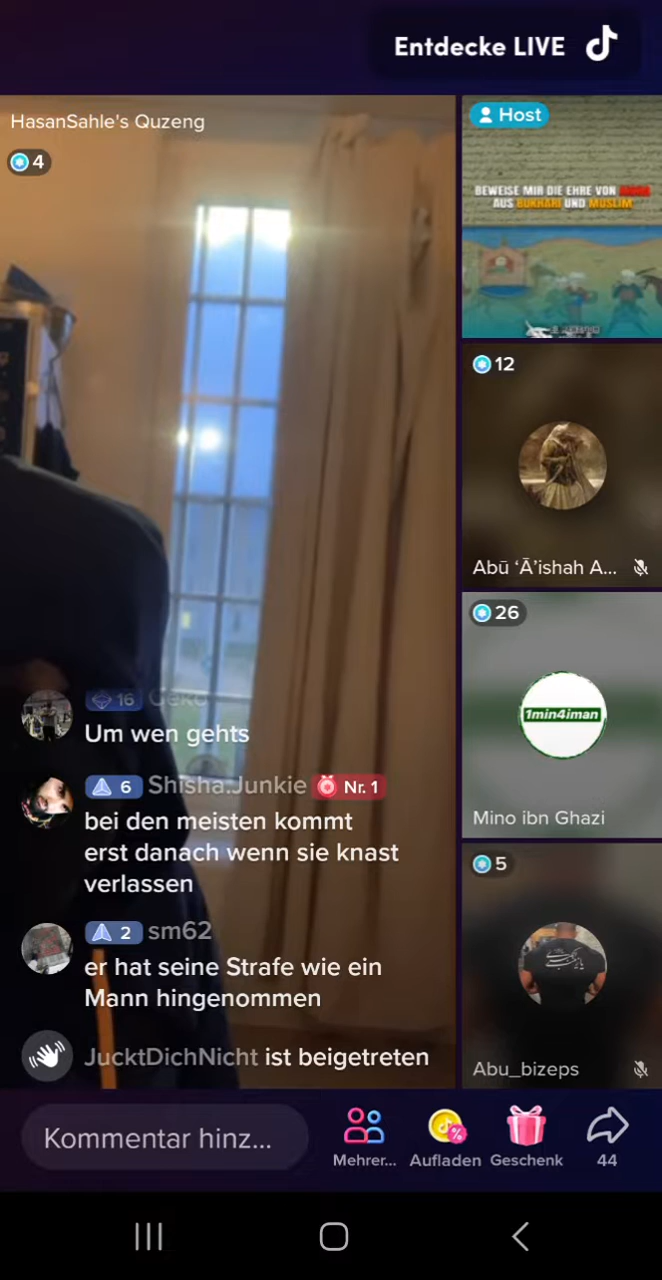 Entdecke LIVE
HasanSahle's Quzeng
4
Host
BEWEISE MIR DIE EHRE VON
AUS BUKHARI UND MUSLIM
12
Abū ‘Ā’ishah A...
26
1min4iman
Mino ibn Ghazi
5
Abu_bizeps
16 Geko
Um wen gehts
6 Shisha.Junkie Nr. 1
bei den meisten kommt
erst danach wenn sie knast
verlassen
2 sm62
er hat seine Strafe wie ein
Mann hingenommen
JucktDichNicht ist beigetreten
Kommentar hinz...
Mehrer...
Aufladen
Geschenk
44